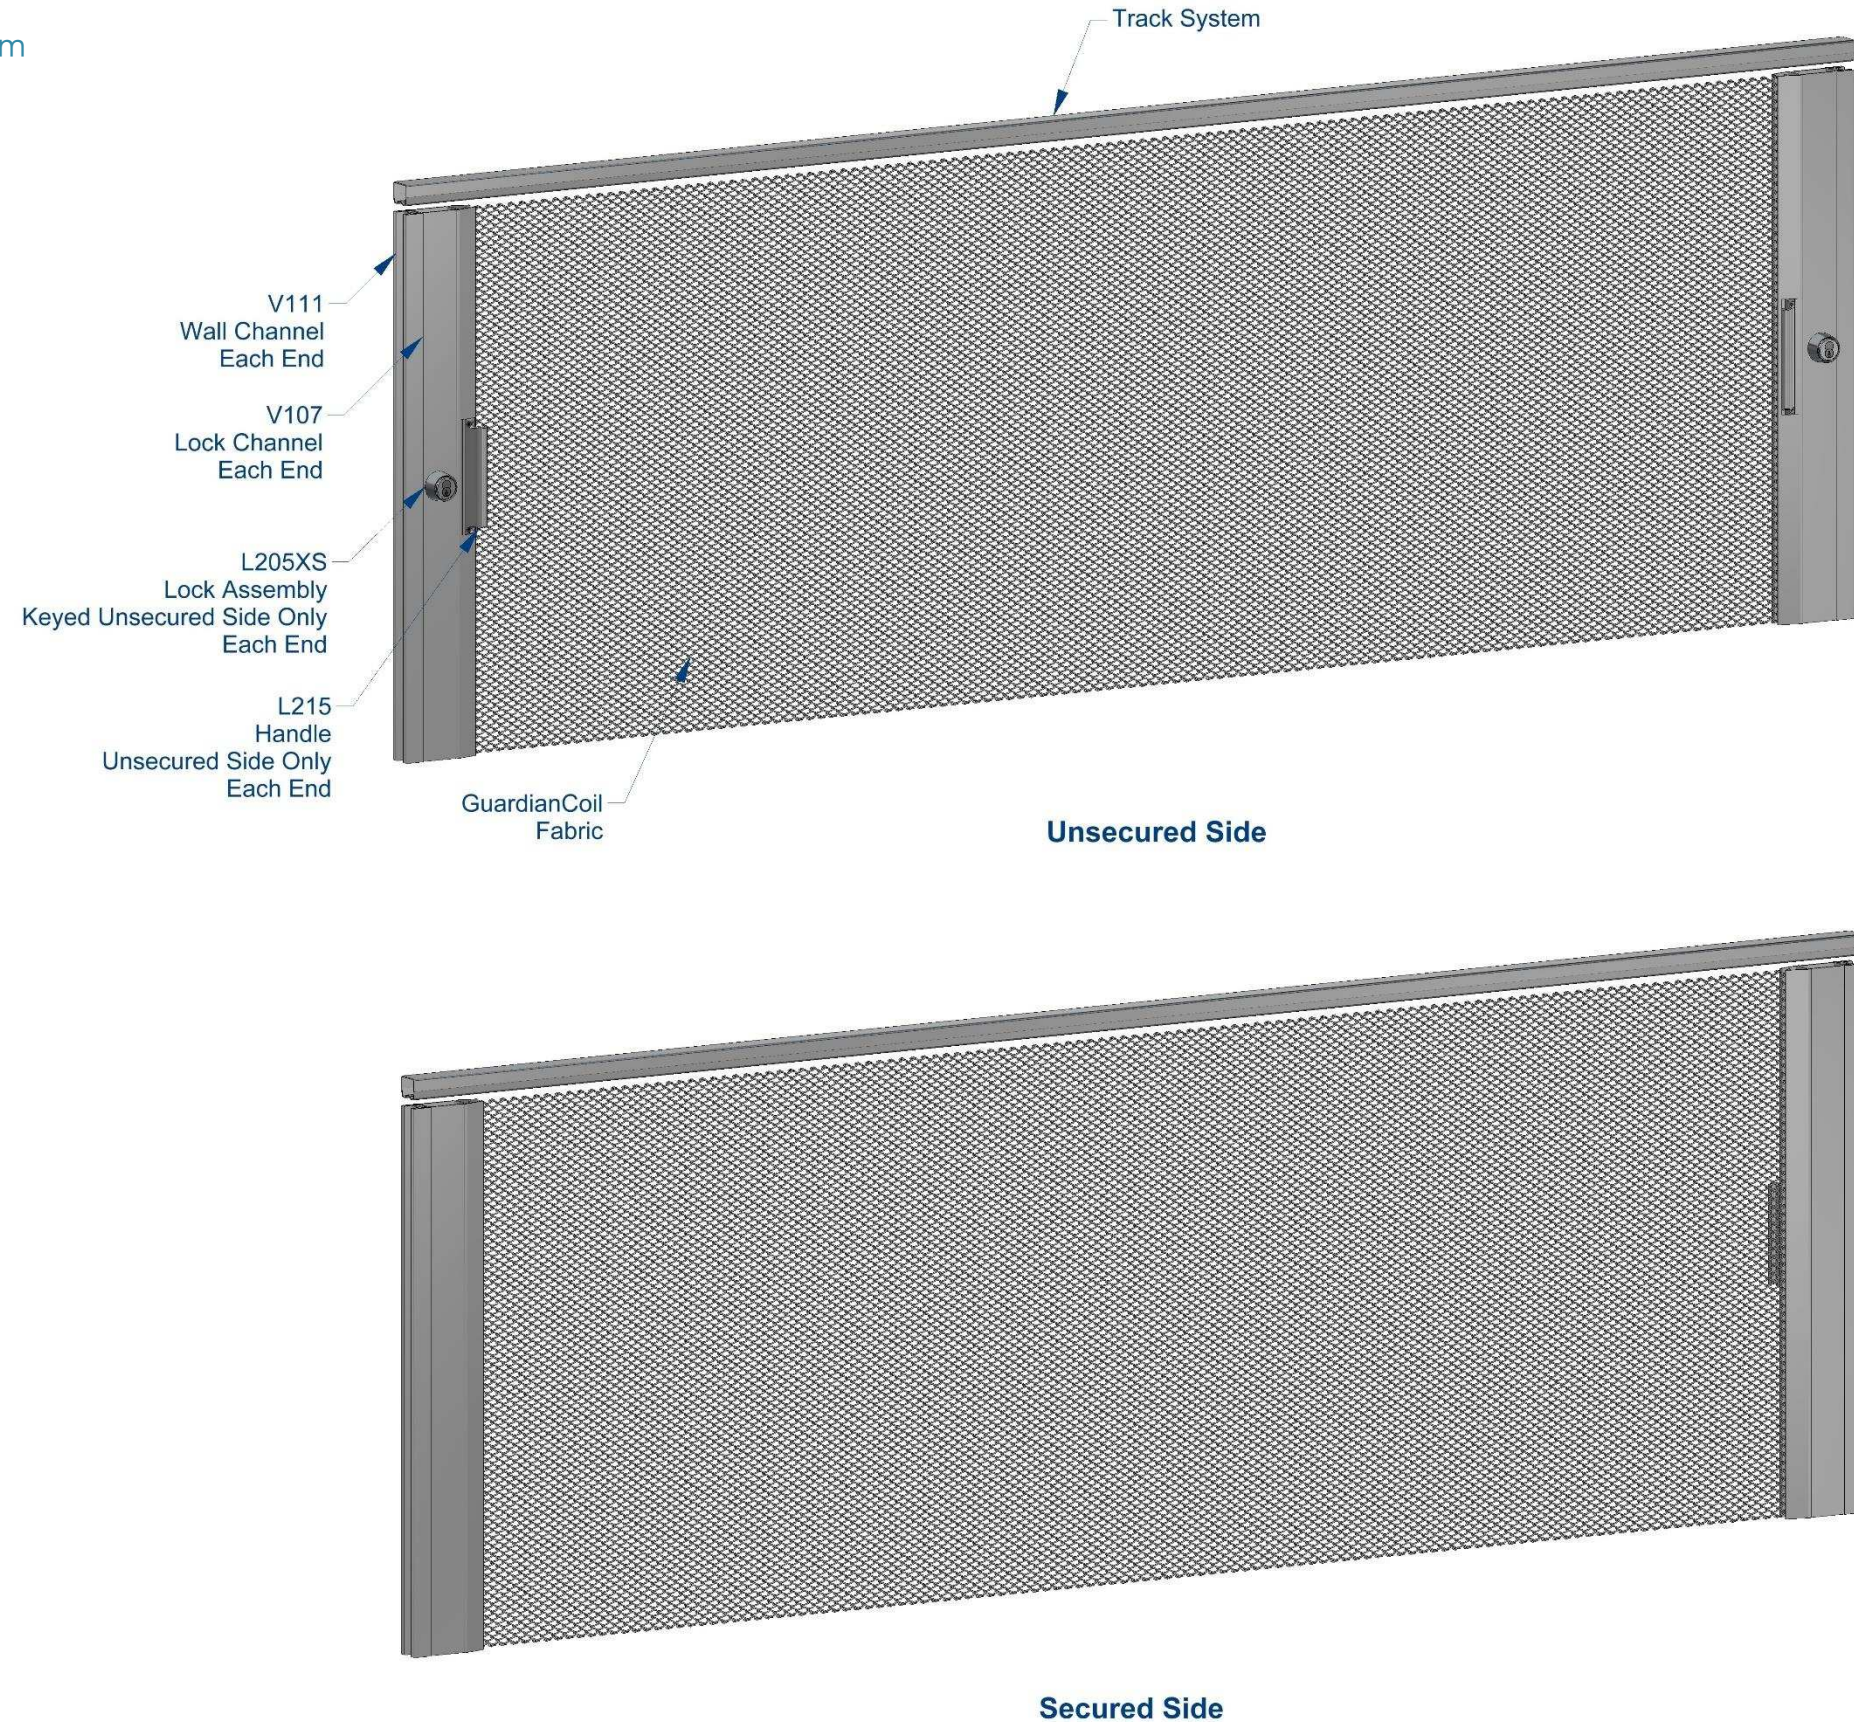 m
Track System
V111
Wall Channel
Each End
V107
Lock Channel
Each End
L205XS
Lock Assembly
Keyed Unsecured Side Only
Each End
L215
Handle
Unsecured Side Only
Each End
GuardianCoil
Fabric
Unsecured Side
Secured Side